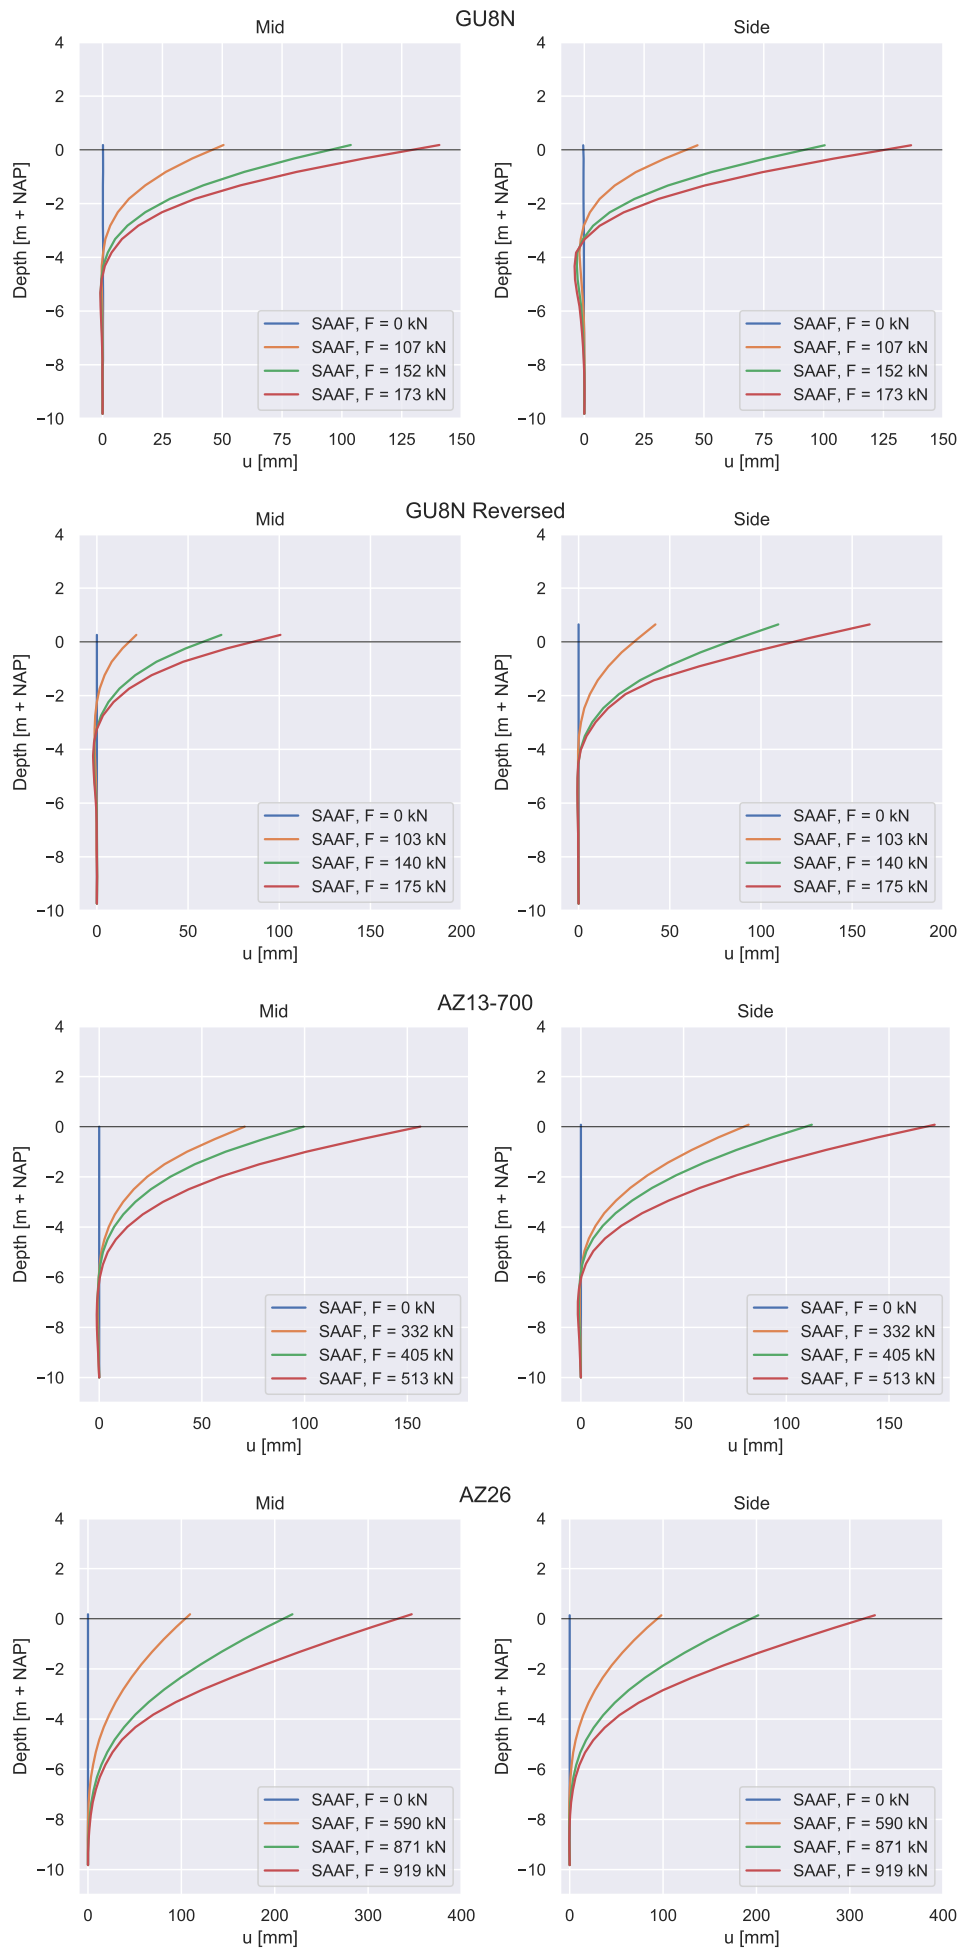 GU8N
Mid
Side
4
2
0
−2
−4
−6
−8
−10
Depth [m + NAP]
SAAF, F = 0 kN
SAAF, F = 107 kN
SAAF, F = 152 kN
SAAF, F = 173 kN
0 25 50 75 100 125 150
u [mm]
4
2
0
−2
−4
−6
−8
−10
Depth [m + NAP]
SAAF, F = 0 kN
SAAF, F = 107 kN
SAAF, F = 152 kN
SAAF, F = 173 kN
0 25 50 75 100 125 150
u [mm]
GU8N Reversed
Mid
Side
4
2
0
−2
−4
−6
−8
−10
Depth [m + NAP]
SAAF, F = 0 kN
SAAF, F = 103 kN
SAAF, F = 140 kN
SAAF, F = 175 kN
0 50 100 150 200
u [mm]
4
2
0
−2
−4
−6
−8
−10
Depth [m + NAP]
SAAF, F = 0 kN
SAAF, F = 103 kN
SAAF, F = 140 kN
SAAF, F = 175 kN
0 50 100 150 200
u [mm]
AZ13-700
Mid
Side
4
2
0
−2
−4
−6
−8
−10
Depth [m + NAP]
SAAF, F = 0 kN
SAAF, F = 332 kN
SAAF, F = 405 kN
SAAF, F = 513 kN
0 50 100 150
u [mm]
4
2
0
−2
−4
−6
−8
−10
Depth [m + NAP]
SAAF, F = 0 kN
SAAF, F = 332 kN
SAAF, F = 405 kN
SAAF, F = 513 kN
0 50 100 150
u [mm]
AZ26
Mid
Side
4
2
0
−2
−4
−6
−8
−10
Depth [m + NAP]
SAAF, F = 0 kN
SAAF, F = 590 kN
SAAF, F = 871 kN
SAAF, F = 919 kN
0 100 200 300 400
u [mm]
4
2
0
−2
−4
−6
−8
−10
Depth [m + NAP]
SAAF, F = 0 kN
SAAF, F = 590 kN
SAAF, F = 871 kN
SAAF, F = 919 kN
0 100 200 300 400
u [mm]